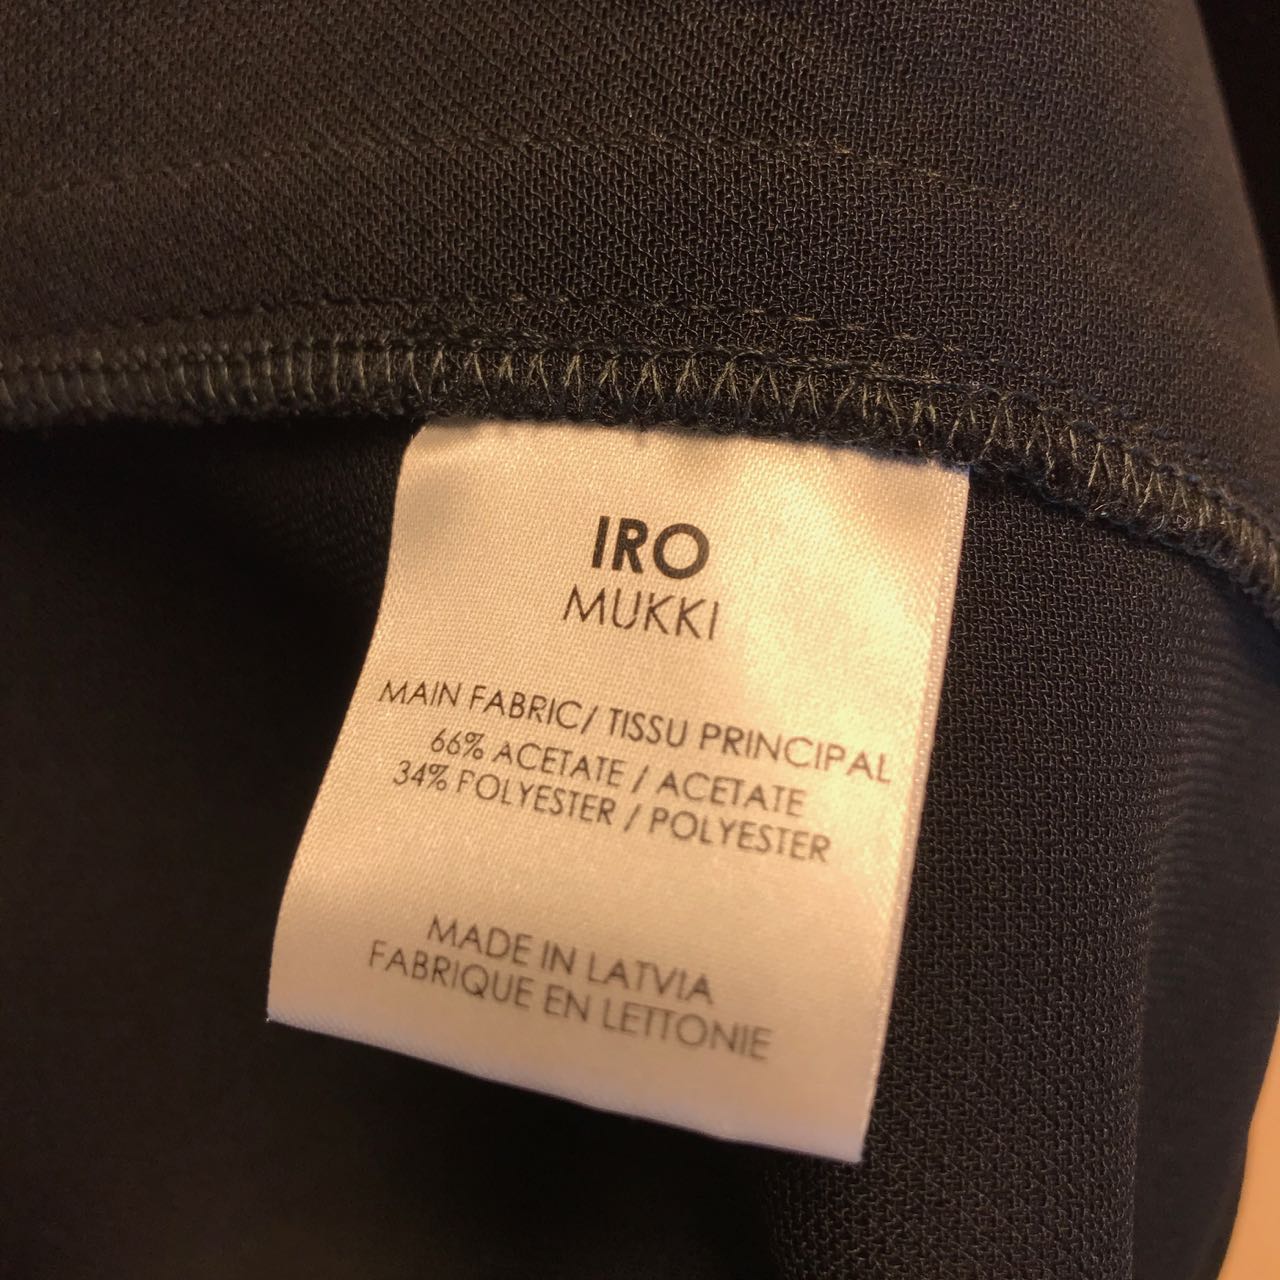 IRO
MUKKI
MAIN FABRIC/ TISSU PRINCIPAL
66% ACETATE / ACETATE
34% POLYESTER / POLYESTER
MADE IN LATVIA
FABRIQUE EN LETTONIE